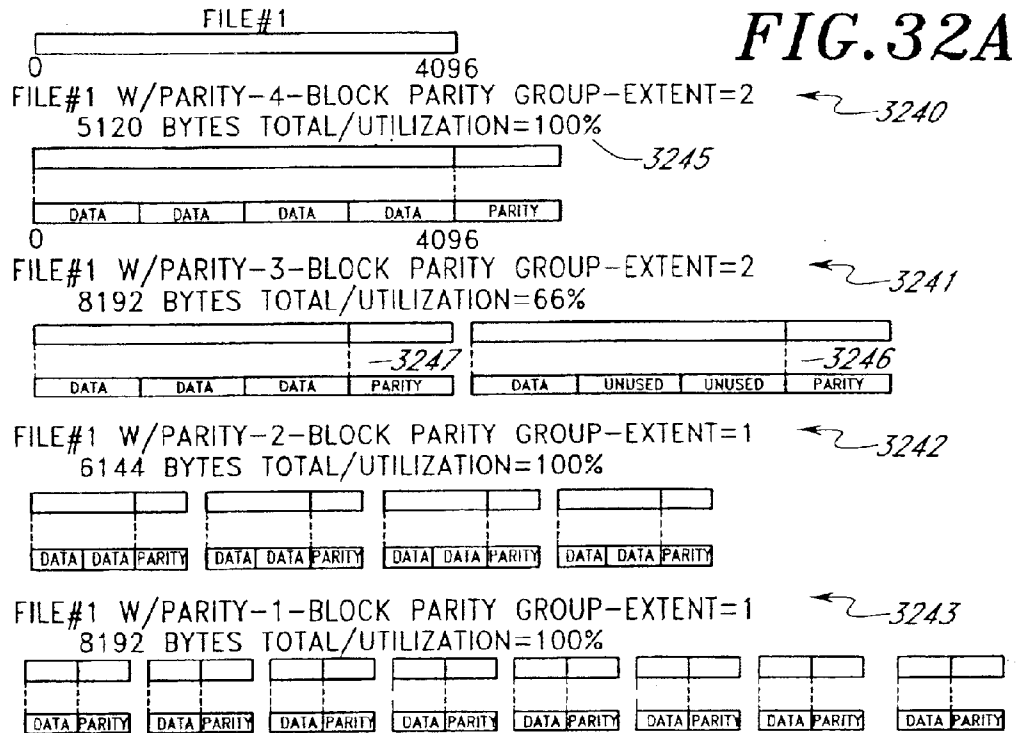 FILE#1
FIG.32A
0 4096
FILE#1 W/PARITY-4-BLOCK PARITY GROUP-EXTENT=2 3240
5120 BYTES TOTAL/UTILIZATION=100% 3245
DATA DATA DATA DATA PARITY
0 4096
FILE#1 W/PARITY-3-BLOCK PARITY GROUP-EXTENT=2 3241
8192 BYTES TOTAL/UTILIZATION=66%
3247 3246
DATA DATA DATA PARITY DATA UNUSED UNUSED PARITY
FILE#1 W/PARITY-2-BLOCK PARITY GROUP-EXTENT=1 3242
6144 BYTES TOTAL/UTILIZATION=100%
DATA DATA PARITY DATA DATA PARITY DATA DATA PARITY DATA DATA PARITY
FILE#1 W/PARITY-1-BLOCK PARITY GROUP-EXTENT=1 3243
8192 BYTES TOTAL/UTILIZATION=100%
DATA PARITY DATA PARITY DATA PARITY DATA PARITY DATA PARITY DATA PARITY DATA PARITY DATA PARITY